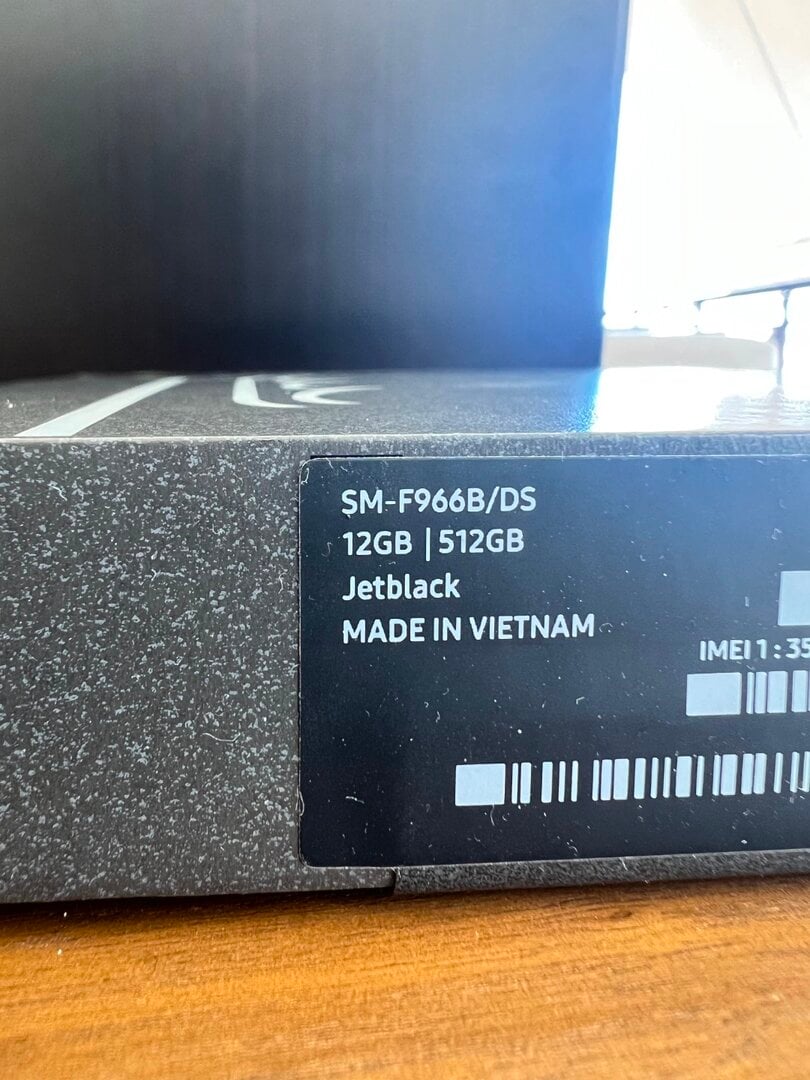 SM-F966B/DS
12GB | 512GB
Jetblack
MADE IN VIETNAM
IMEI 1 : 35